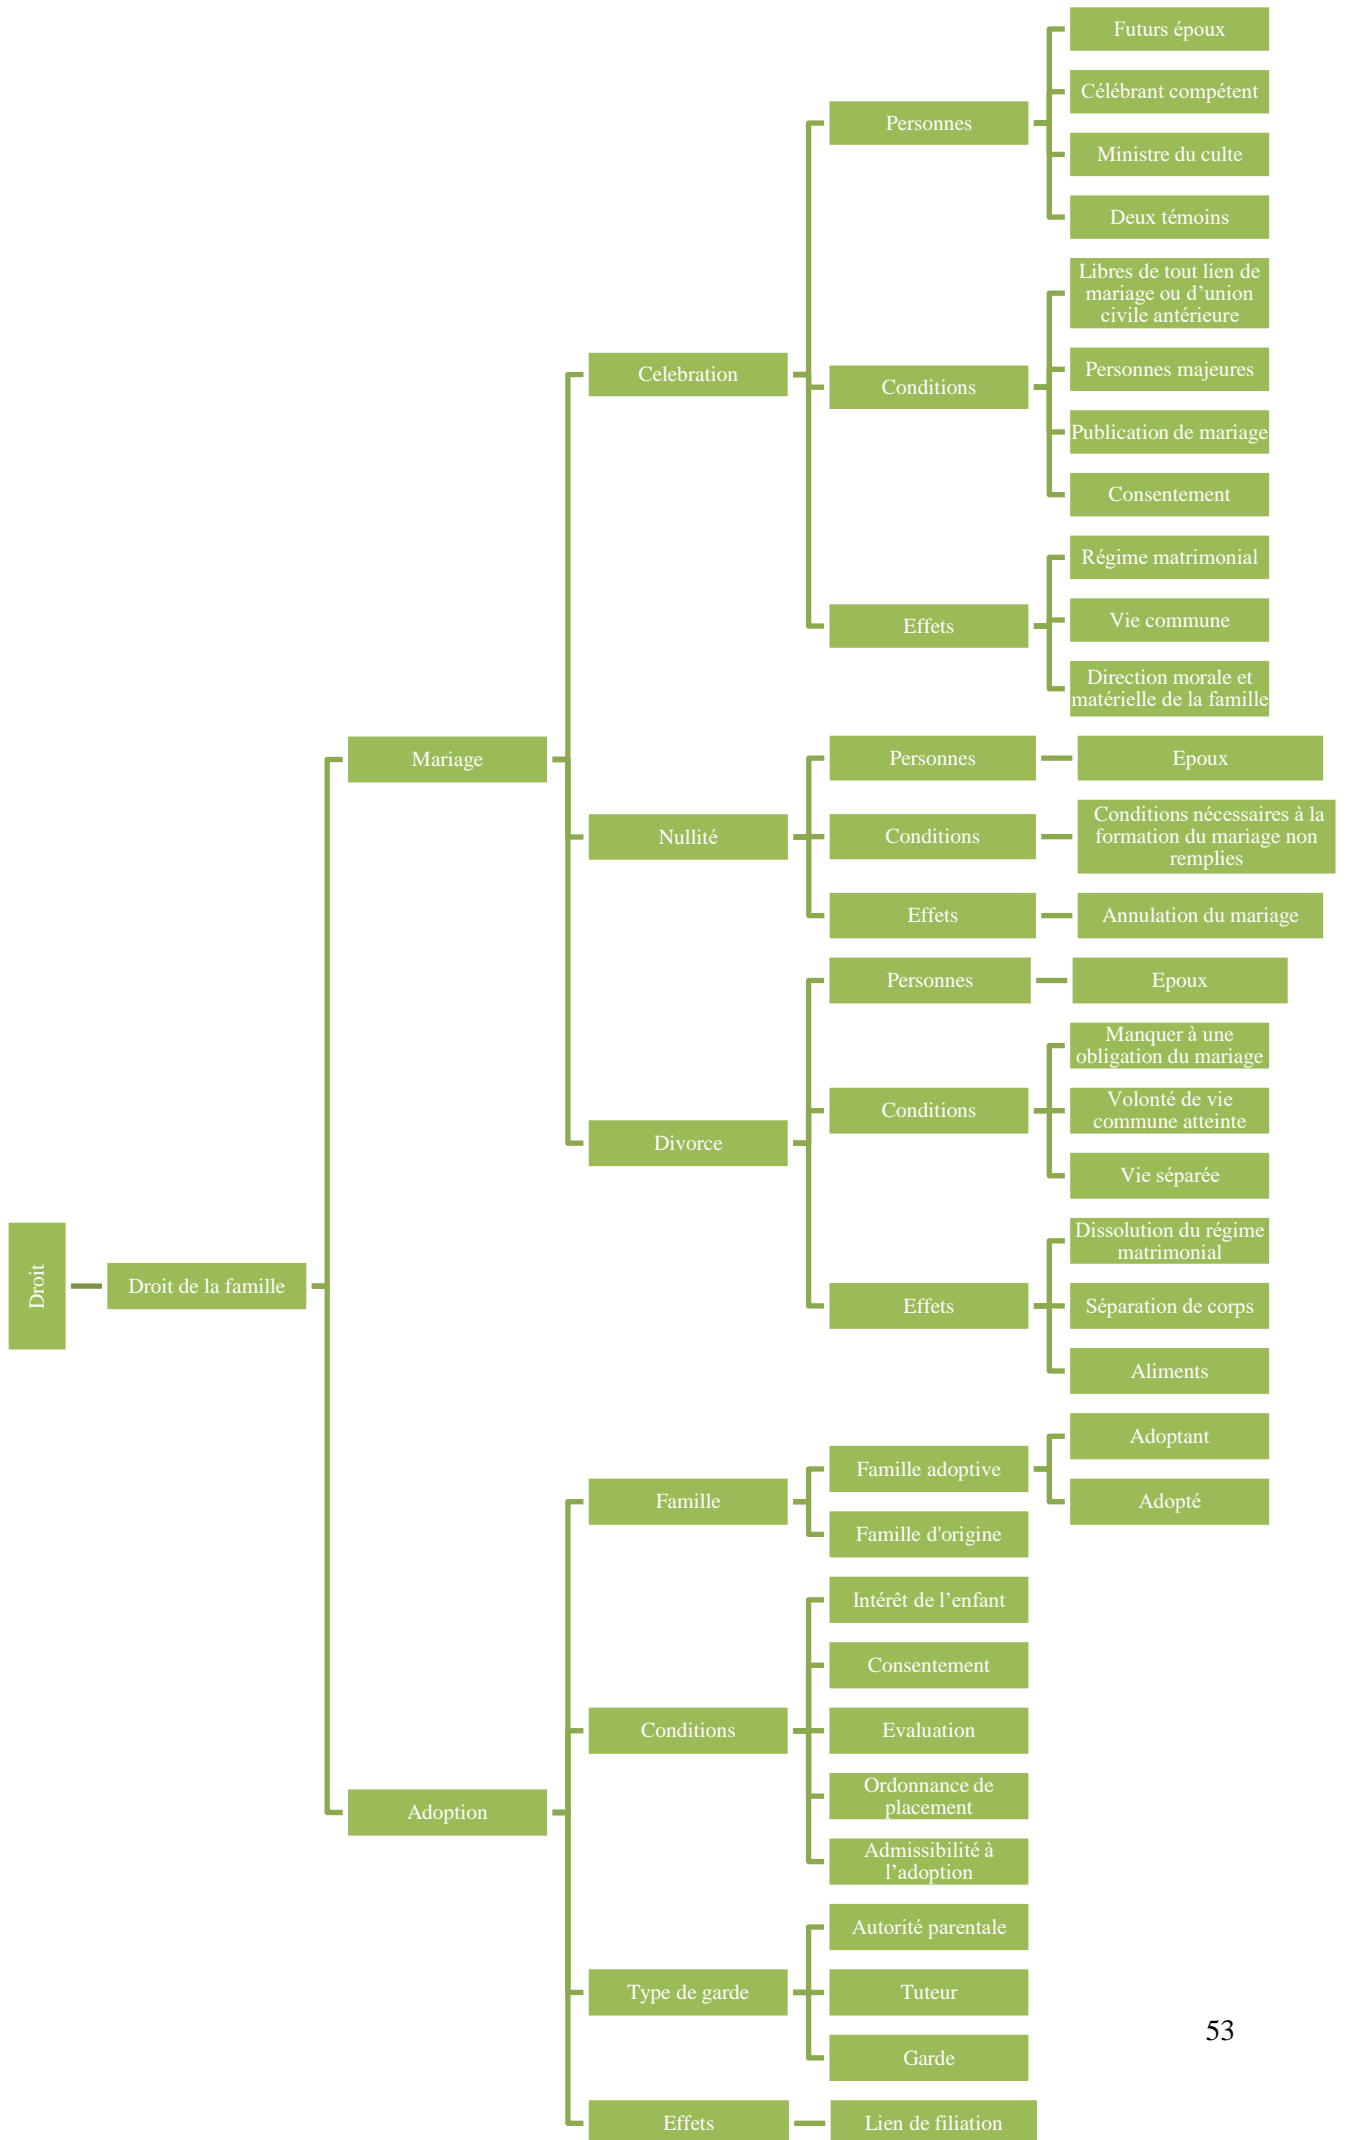 Droit
Droit de la famille
Mariage
Celebration
Personnes
Futurs époux
Célébrant compétent
Ministre du culte
Deux témoins
Conditions
Libres de tout lien de
mariage ou d’union
civile antérieure
Personnes majeures
Publication de mariage
Consentement
Effets
Régime matrimonial
Vie commune
Direction morale et
matérielle de la famille
Nullité
Personnes
Epoux
Conditions
Conditions nécessaires à la
formation du mariage non
remplies
Effets
Annulation du mariage
Divorce
Personnes
Epoux
Conditions
Manquer à une
obligation du mariage
Volonté de vie
commune atteinte
Vie séparée
Effets
Dissolution du régime
matrimonial
Séparation de corps
Aliments
Adoption
Famille
Famille adoptive
Adoptant
Adopté
Famille d'origine
Conditions
Intérêt de l’enfant
Consentement
Evaluation
Ordonnance de
placement
Admissibilité à
l’adoption
Type de garde
Autorité parentale
Tuteur
Garde
Effets
Lien de filiation
53